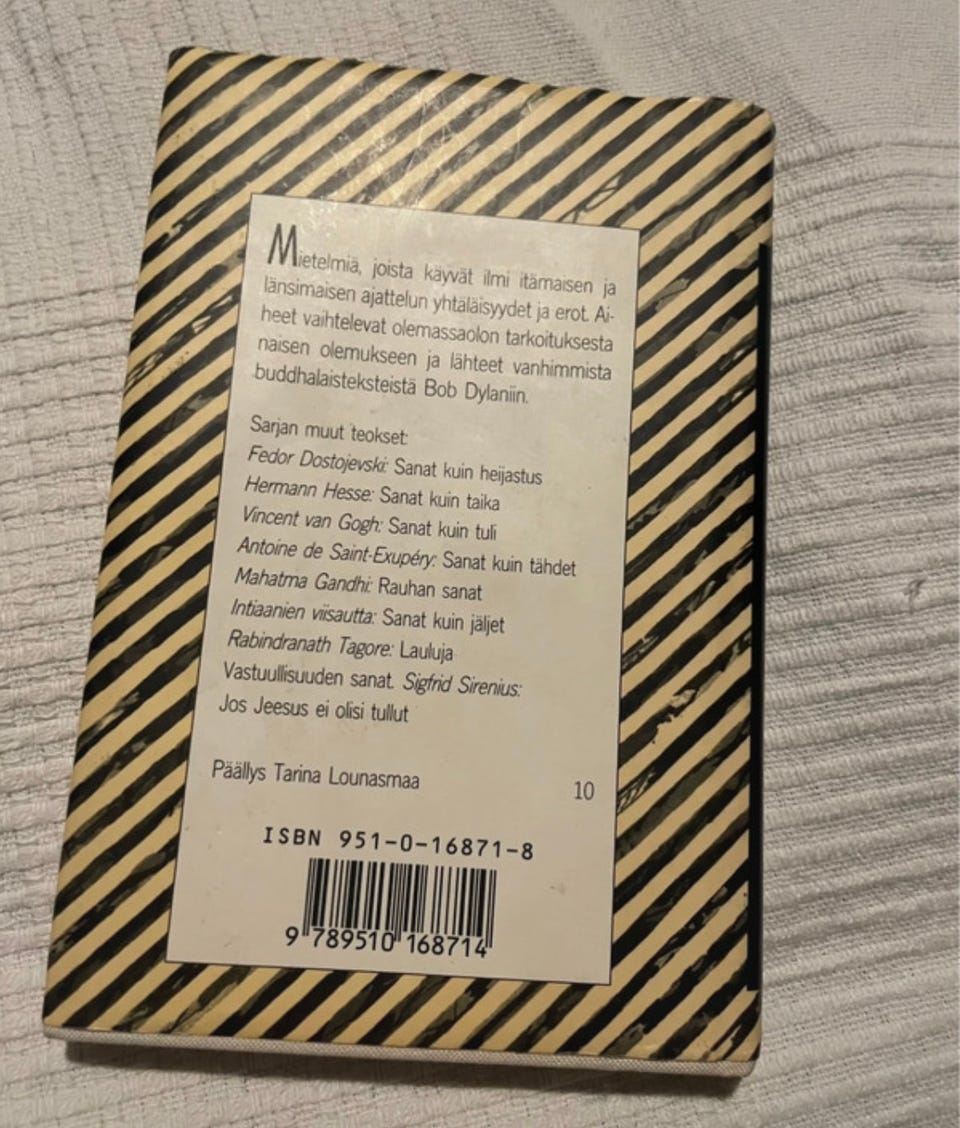 Mietelmiä, joista käyvät ilmi itämaisen ja
länsimaisen ajattelun yhtäläisyydet ja erot. Ai-
heet vaihtelevat olemassaolon tarkoituksesta
naisen olemukseen ja lähteet vanhimmista
buddhalaisteksteistä Bob Dylaniin.
Sarjan muut teokset:
Fedor Dostojevski: Sanat kuin heijastus
Hermann Hesse: Sanat kuin taika
Vincent van Gogh: Sanat kuin tuli
Antoine de Saint-Exupéry: Sanat kuin tähdet
Mahatma Gandhi: Rauhan sanat
Intiaanien viisautta: Sanat kuin jäljet
Rabindranath Tagore: Lauluja
Vastuullisuuden sanat. Sigfrid Sirenius:
Jos Jeesus ei olisi tullut
Päällys Tarina Lounasmaa 10
ISBN 951-0-16871-8
9 789510 168714